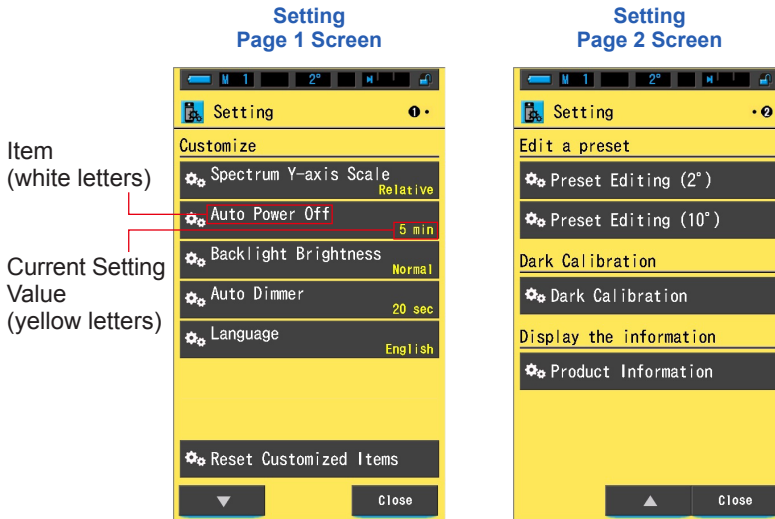 Setting
Page 1 Screen
M 1 2°
Setting ❶ •
Customize
Spectrum Y-axis Scale
Relative
Auto Power Off
5 min
Backlight Brightness
Normal
Auto Dimmer
20 sec
Language
English
Reset Customized Items
▼ Close
Item
(white letters)
Current Setting
Value
(yellow letters)
Setting
Page 2 Screen
M 1 2°
Setting • ❷
Edit a preset
Preset Editing (2°)
Preset Editing (10°)
Dark Calibration
Dark Calibration
Display the information
Product Information
▲ Close